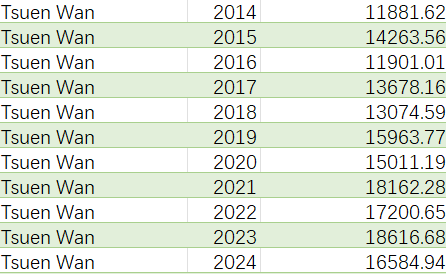 Tsuen Wan 2014 11881.62
Tsuen Wan 2015 14263.56
Tsuen Wan 2016 11901.01
Tsuen Wan 2017 13678.16
Tsuen Wan 2018 13074.59
Tsuen Wan 2019 15963.77
Tsuen Wan 2020 15011.19
Tsuen Wan 2021 18162.28
Tsuen Wan 2022 17200.65
Tsuen Wan 2023 18616.68
Tsuen Wan 2024 16584.94